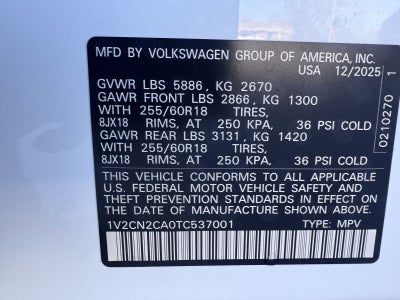 MFD BY VOLKSWAGEN GROUP OF AMERICA, INC.
USA 12/2025
GVWR LBS 5886, KG 2670
GAWR FRONT LBS 2866, KG 1300
WITH 255/60R18 TIRES,
8JX18 RIMS, AT 250 KPA, 36 PSI COLD
GAWR REAR LBS 3131, KG 1420
WITH 255/60R18 TIRES,
8JX18 RIMS, AT 250 KPA, 36 PSI COLD
THIS VEHICLE CONFORMS TO ALL APPLICABLE
U.S. FEDERAL MOTOR VEHICLE SAFETY AND
THEFT PREVENTION STANDARDS IN EFFECT
ON THE DATE OF MANUFACTURE SHOWN ABOVE.
1V2CN2CA0TC537001 TYPE: MPV
0210270 1